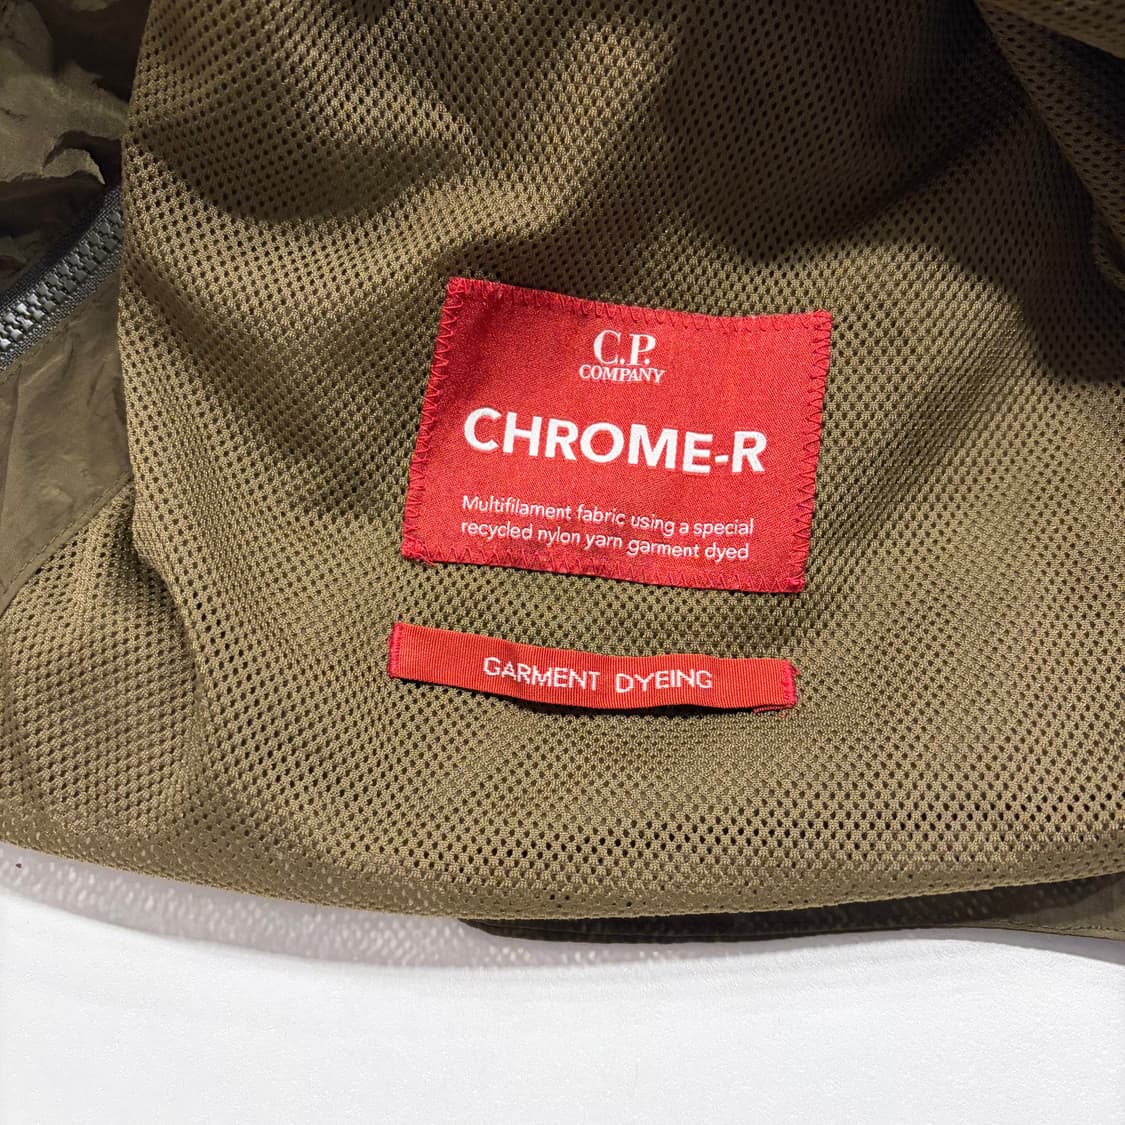 C.P.
COMPANY
CHROME-R
Multifilament fabric using a special
recycled nylon yarn garment dyed
GARMENT DYEING